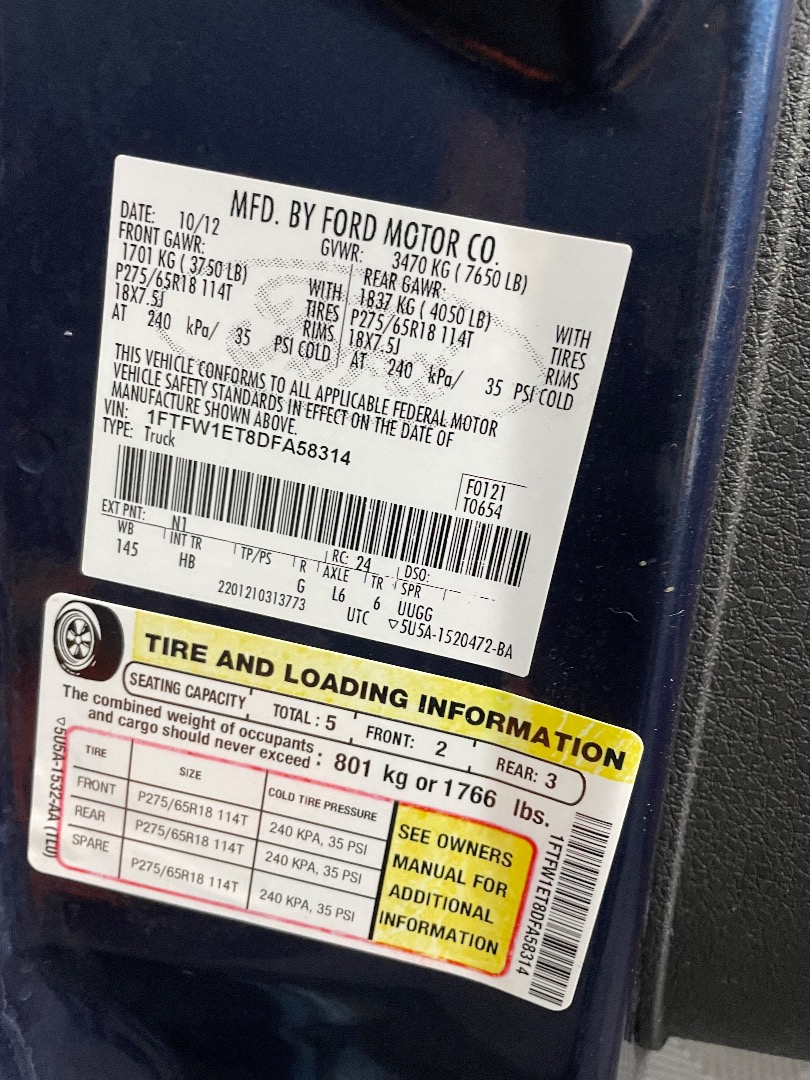 MFD. BY FORD MOTOR CO.
DATE: 10/12 GVWR: 3470 KG ( 7650 LB)
FRONT GAWR: REAR GAWR:
1701 KG ( 3750 LB) WITH 1837 KG ( 4050 LB) WITH
P275/65R18 114T TIRES P275/65R18 114T TIRES
18X7.5J RIMS 18X7.5J RIMS
AT 240 kPa/ 35 PSI COLD AT 240 kPa/ 35 PSI COLD
THIS VEHICLE CONFORMS TO ALL APPLICABLE FEDERAL MOTOR
VEHICLE SAFETY STANDARDS IN EFFECT ON THE DATE OF
MANUFACTURE SHOWN ABOVE.
VIN: 1FTFW1ET8DFA58314
TYPE: Truck
F0121
T0654
EXT PNT: N1 RC: 24 DSO:
WB INT TR TP/PS R AXLE TR SPR
145 HB G L6 6 UUGG
2201210313773 UTC ▽5U5A-1520472-BA
TIRE AND LOADING INFORMATION
SEATING CAPACITY TOTAL : 5 FRONT: 2 REAR: 3
The combined weight of occupants
and cargo should never exceed : 801 kg or 1766 lbs.
TIRE SIZE COLD TIRE PRESSURE
FRONT P275/65R18 114T 240 KPA, 35 PSI
REAR P275/65R18 114T 240 KPA, 35 PSI
SPARE P275/65R18 114T 240 KPA, 35 PSI
SEE OWNERS
MANUAL FOR
ADDITIONAL
INFORMATION
▽5U5A-1532-AA (TLU)
1FTFW1ET8DFA58314